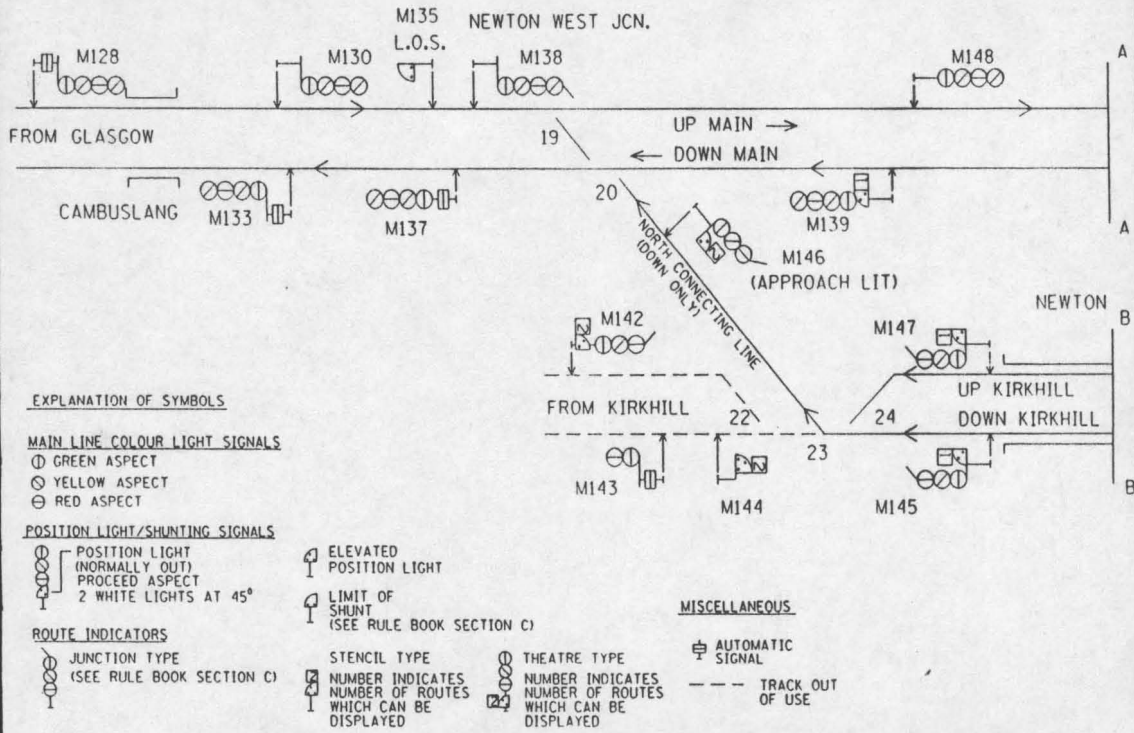 M135 NEWTON WEST JCN.
L.O.S.
M128
M130
M138
M148
A
FROM GLASGOW
19
UP MAIN →
← DOWN MAIN
CAMBUSLANG
M133
M137
20
M139
A
M146
(APPROACH LIT)
NORTH CONNECTING LINE
(DOWN ONLY)
NEWTON
B
M142
2
M147
UP KIRKHILL
FROM KIRKHILL
22
24
DOWN KIRKHILL
23
M143
2
M144
M145
B
EXPLANATION OF SYMBOLS
MAIN LINE COLOUR LIGHT SIGNALS
GREEN ASPECT
YELLOW ASPECT
RED ASPECT
POSITION LIGHT/SHUNTING SIGNALS
POSITION LIGHT
(NORMALLY OUT)
PROCEED ASPECT
2 WHITE LIGHTS AT 45°
ELEVATED
POSITION LIGHT
LIMIT OF
SHUNT
(SEE RULE BOOK SECTION C)
ROUTE INDICATORS
JUNCTION TYPE
(SEE RULE BOOK SECTION C)
STENCIL TYPE
2 NUMBER INDICATES
NUMBER OF ROUTES
WHICH CAN BE
DISPLAYED
THEATRE TYPE
NUMBER INDICATES
NUMBER OF ROUTES
2 WHICH CAN BE
DISPLAYED
MISCELLANEOUS
AUTOMATIC
SIGNAL
TRACK OUT
OF USE